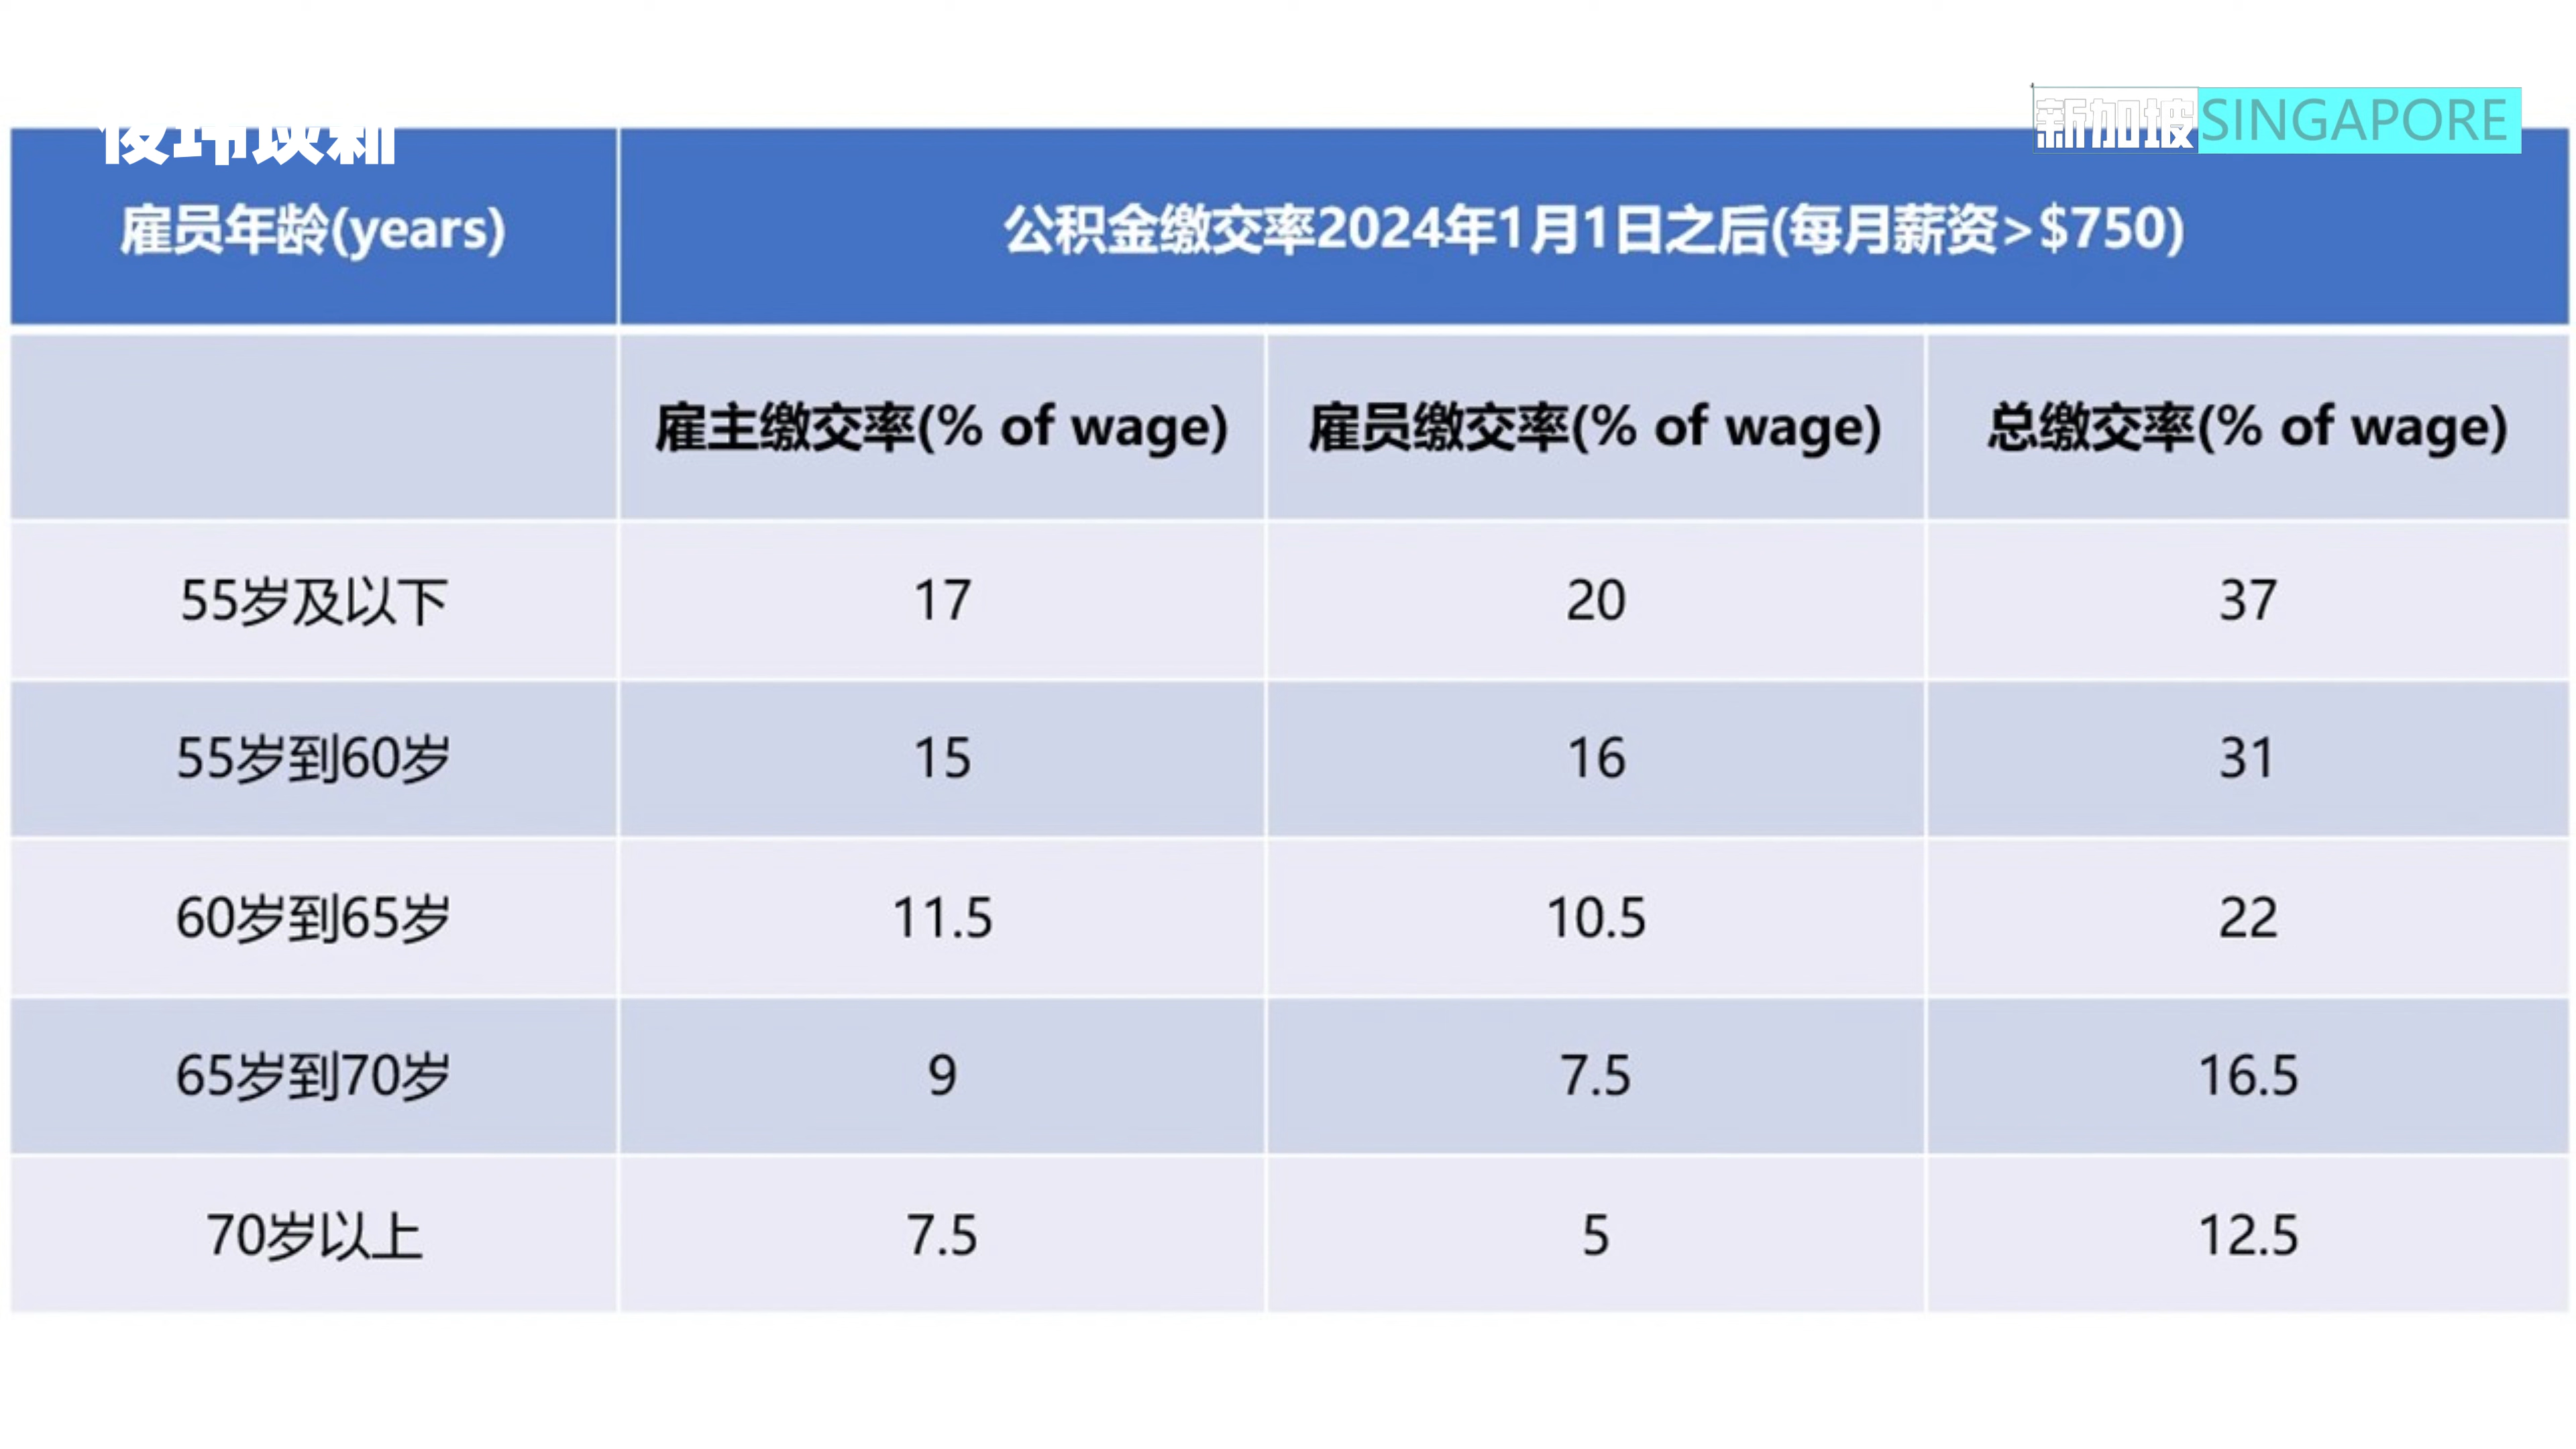 新加坡SINGAPORE
雇员年龄(years) 公积金缴交率2024年1月1日之后(每月薪资>$750)
雇主缴交率(% of wage) 雇员缴交率(% of wage) 总缴交率(% of wage)
55岁及以下 17 20 37
55岁到60岁 15 16 31
60岁到65岁 11.5 10.5 22
65岁到70岁 9 7.5 16.5
70岁以上 7.5 5 12.5